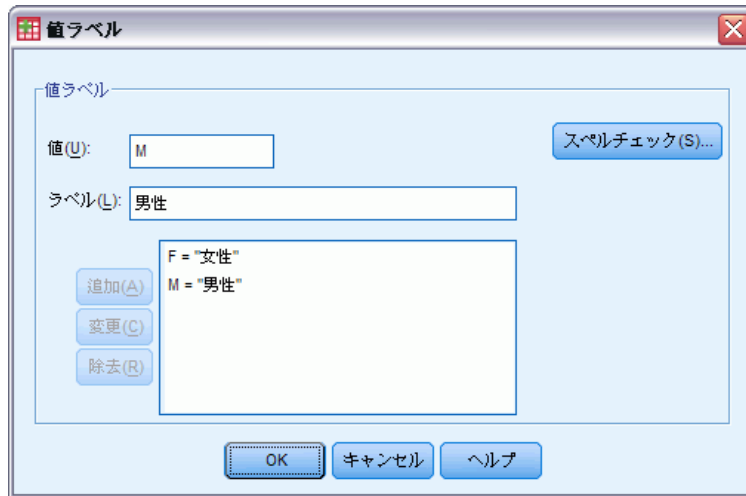 値ラベル
値ラベル
値(U):
M
スペルチェック(S)...
ラベル(L):
男性
F = "女性"
M = "男性"
追加(A)
変更(C)
除去(R)
OK
キャンセル
ヘルプ